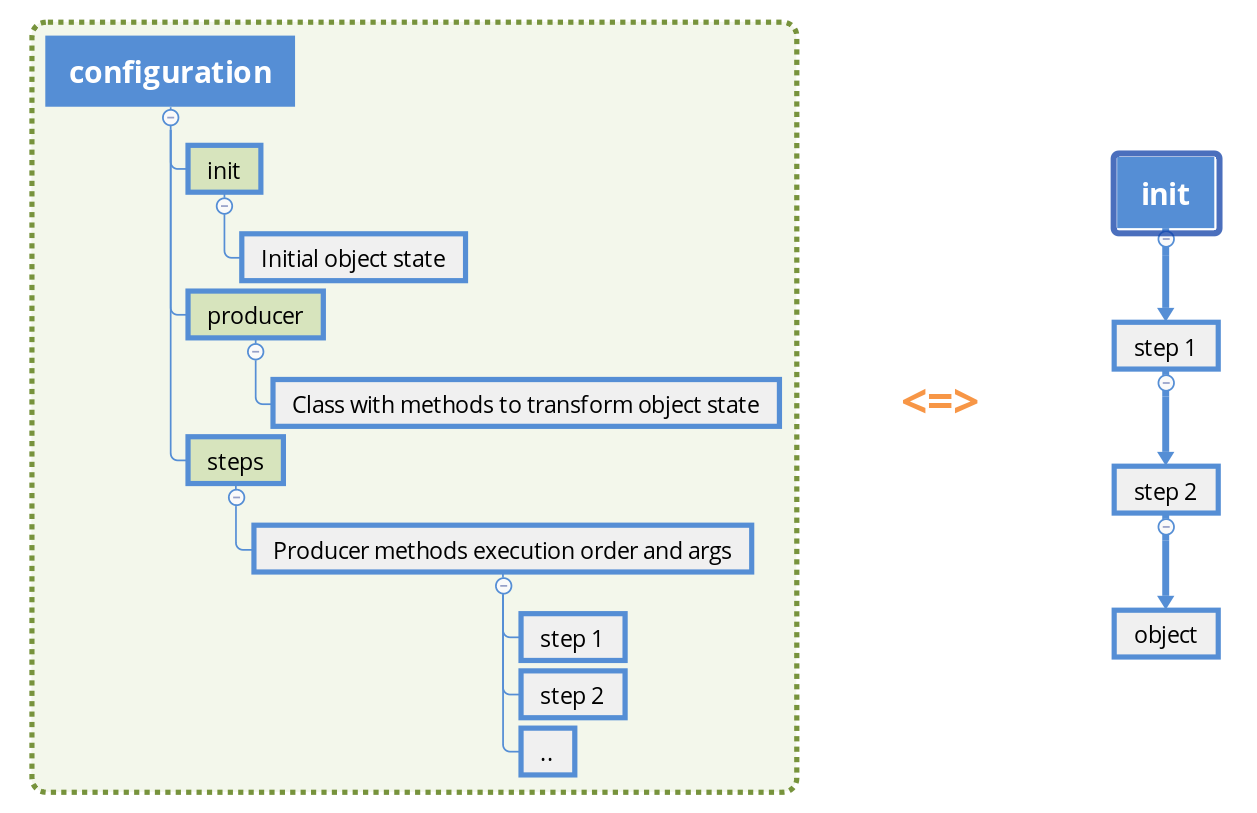 configuration
init
Initial object state
producer
Class with methods to transform object state
steps
Producer methods execution order and args
step 1
step 2
..
<=>
init
step 1
step 2
object